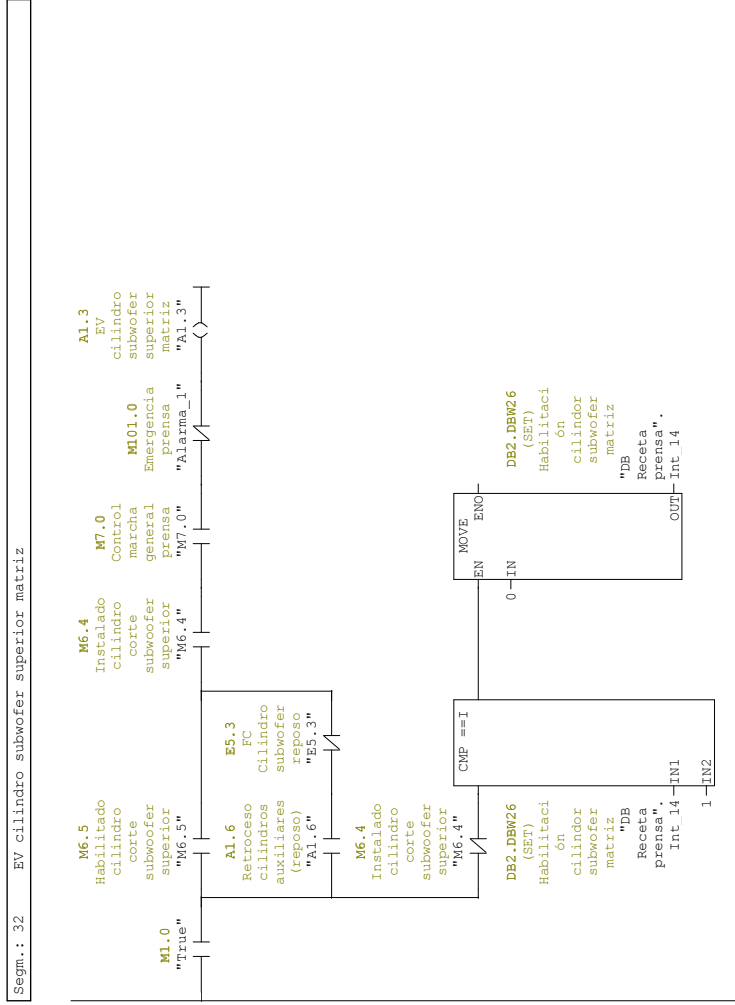 Segm.: 32 EV cilindro subwofer superior matriz
M1.0
"True"
M6.5
Habilitado
cilindro
corte
subwoofer
superior
"M6.5"
M6.4
Instalado
cilindro
corte
subwoofer
superior
"M6.4"
M7.0
Control
marcha
general
prensa
"M7.0"
M101.0
Emergencia
prensa
"Alarma_1"
A1.3
EV
cilindro
subwofer
superior
matriz
"A1.3"
A1.6
Retroceso
cilindros
auxiliares
(reposo)
"A1.6"
E5.3
FC
Cilindro
subwofer
reposo
"E5.3"
M6.4
Instalado
cilindro
corte
subwoofer
superior
"M6.4"
CMP ==I
DB2.DBW26
(SET)
Habilitaci
ón
cilindor
subwofer
matriz
"DB
Receta
prensa".
Int_14 IN1
1 IN2
MOVE
EN ENO
0 IN
OUT
DB2.DBW26
(SET)
Habilitaci
ón
cilindor
subwofer
matriz
"DB
Receta
prensa".
Int_14